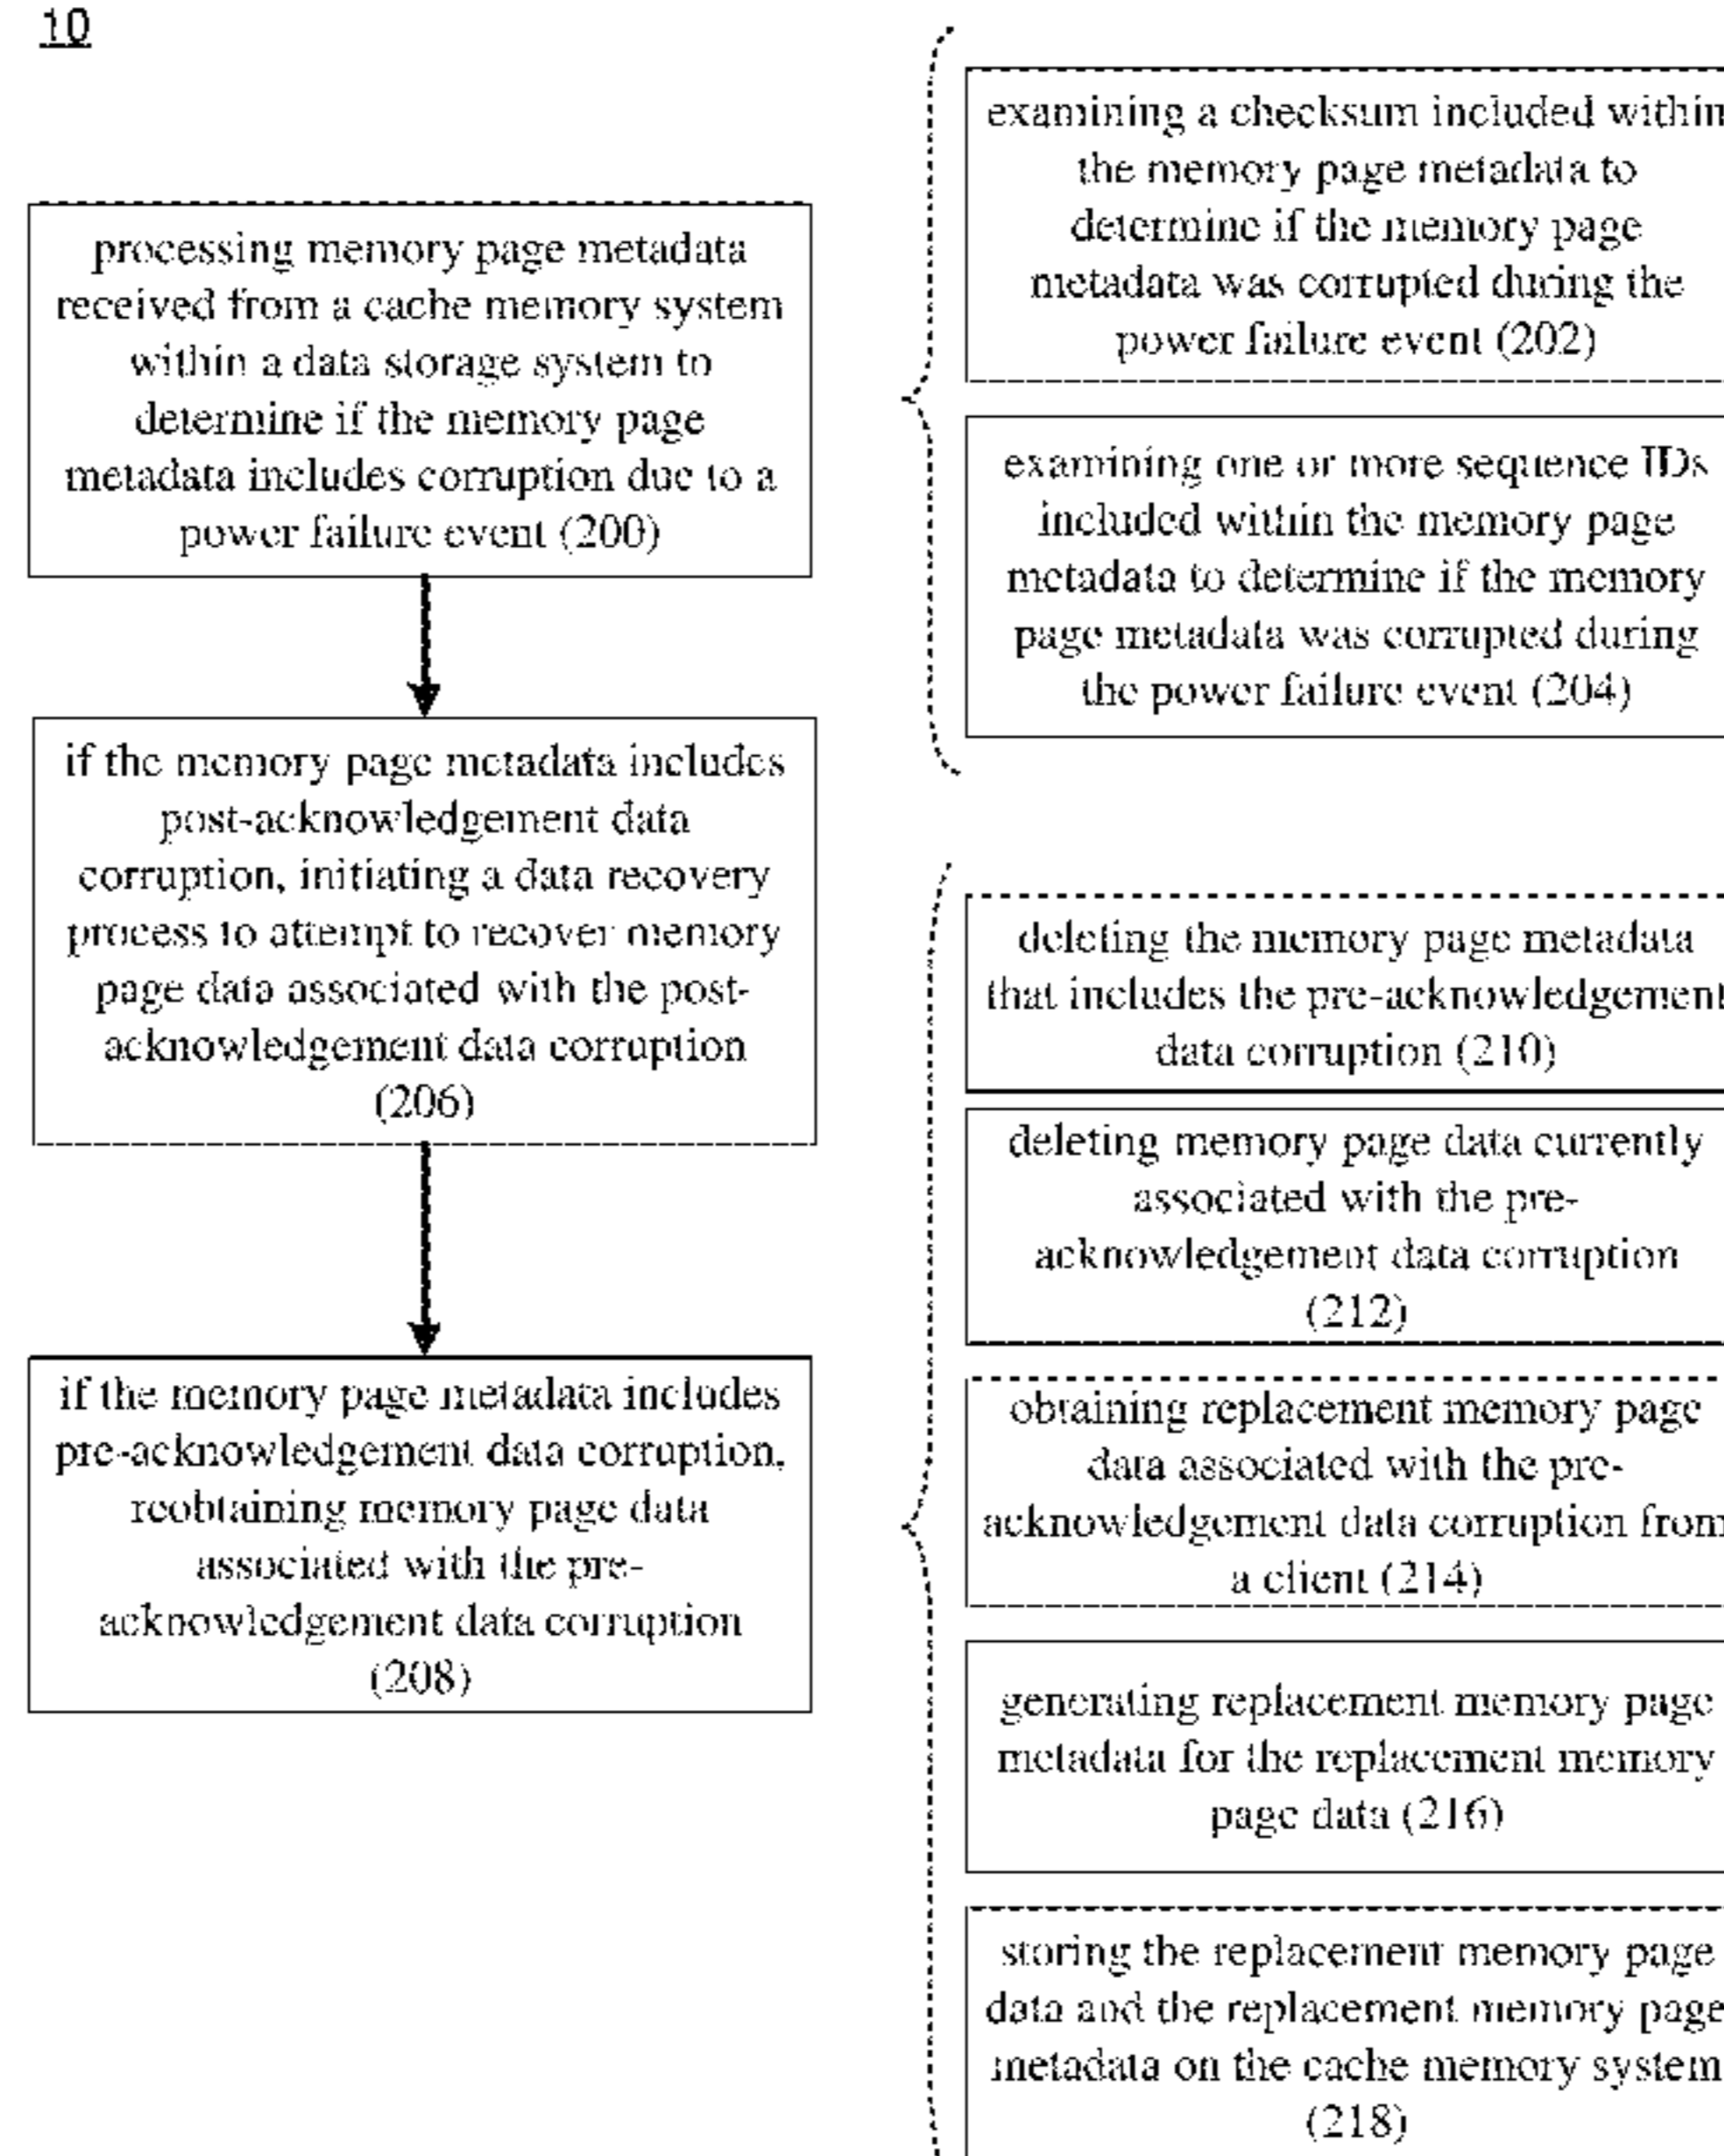 10
processing memory page metadata
received from a cache memory system
within a data storage system to
determine if the memory page
metadata includes corruption due to a
power failure event (200)
if the memory page metadata includes
post-acknowledgement data
corruption, initiating a data recovery
process to attempt to recover memory
page data associated with the post-
acknowledgement data corruption
(206)
if the memory page metadata includes
pre-acknowledgement data corruption,
reobtaining memory page data
associated with the pre-
acknowledgement data corruption
(208)
examining a checksum included within
the memory page metadata to
determine if the memory page
metadata was corrupted during the
power failure event (202)
examining one or more sequence IDs
included within the memory page
metadata to determine if the memory
page metadata was corrupted during
the power failure event (204)
deleting the memory page metadata
that includes the pre-acknowledgement
data corruption (210)
deleting memory page data currently
associated with the pre-
acknowledgement data corruption
(212)
obtaining replacement memory page
data associated with the pre-
acknowledgement data corruption from
a client (214)
generating replacement memory page
metadata for the replacement memory
page data (216)
storing the replacement memory page
data and the replacement memory page
metadata on the cache memory system
(218)